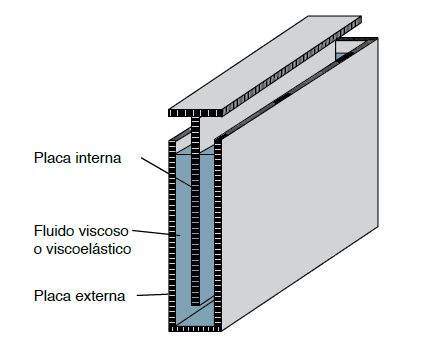 Placa interna
Fluido viscoso
o viscoelástico
Placa externa